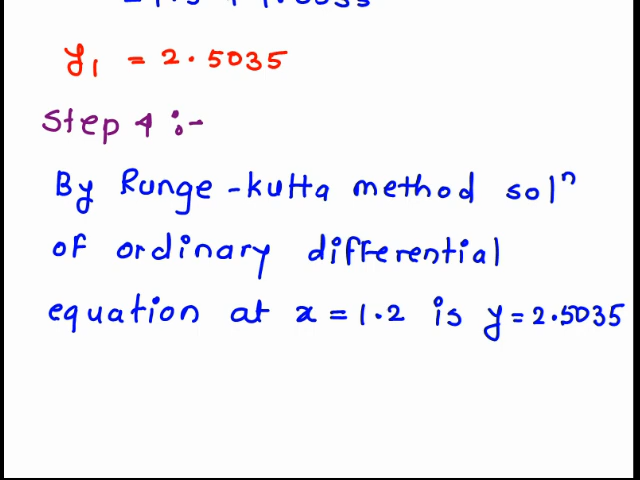 y1 = 2.5035
Step 4 :-
By Runge-kutta method solⁿ
of ordinary differential
equation at x = 1.2 is y = 2.5035